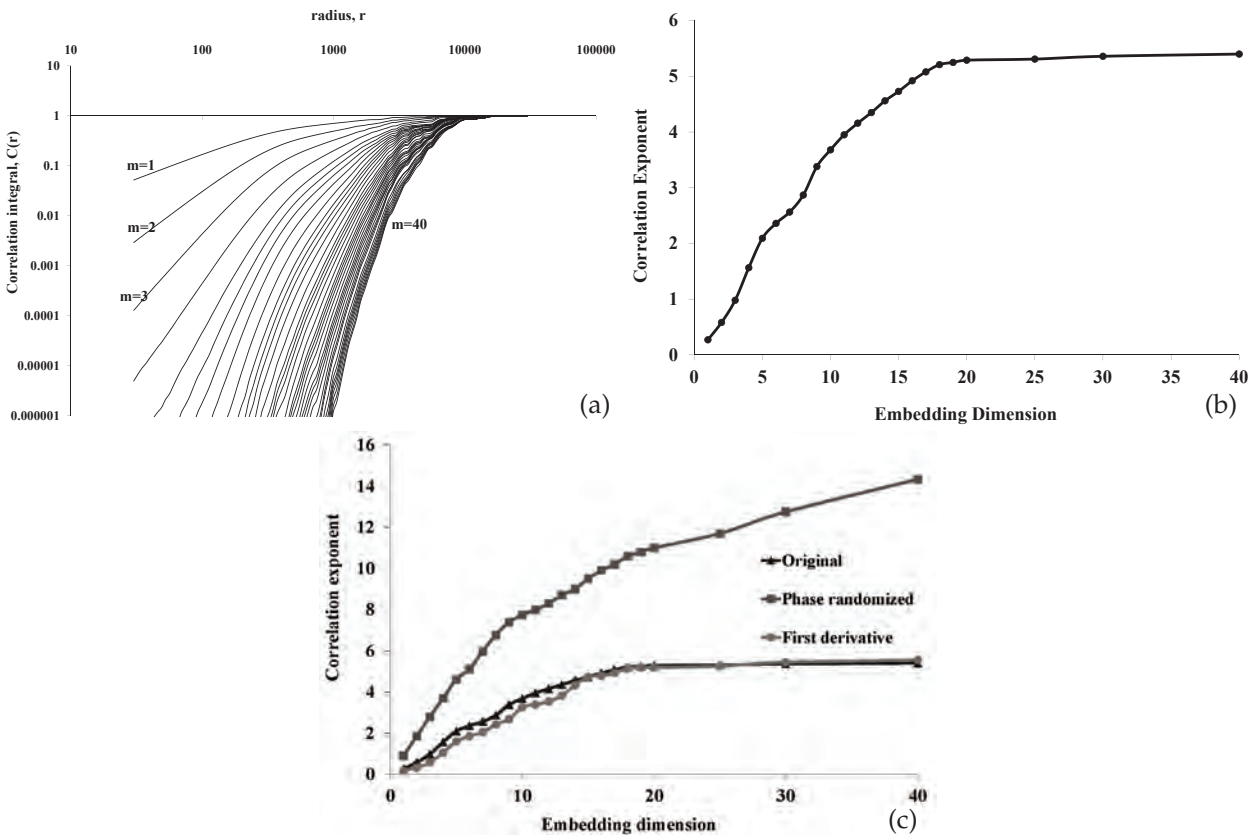 radius, r
10 100 1000 10000 100000
Correlation integral, C(r)
10
1
0.1
0.01
0.001
0.0001
0.00001
0.000001
m=1
m=2
m=3
m=40
(a)
Correlation Exponent
6
5
4
3
2
1
0
0 5 10 15 20 25 30 35 40
Embedding Dimension
(b)
Correlation exponent
16
14
12
10
8
6
4
2
0
Original
Phase randomized
First derivative
0 10 20 30 40
Embedding dimension
(c)